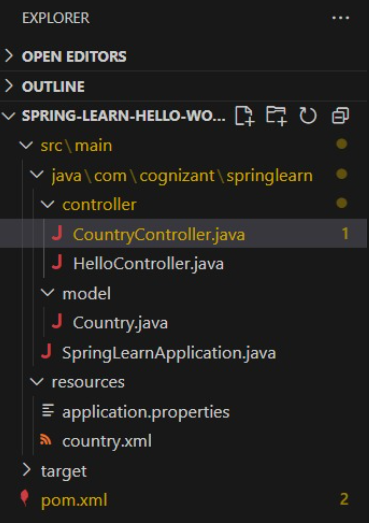 EXPLORER ...
OPEN EDITORS
OUTLINE
SPRING-LEARN-HELLO-WO...
src\main
java\com\cognizant\springlearn
controller
CountryController.java 1
HelloController.java
model
Country.java
SpringLearnApplication.java
resources
application.properties
country.xml
target
pom.xml 2